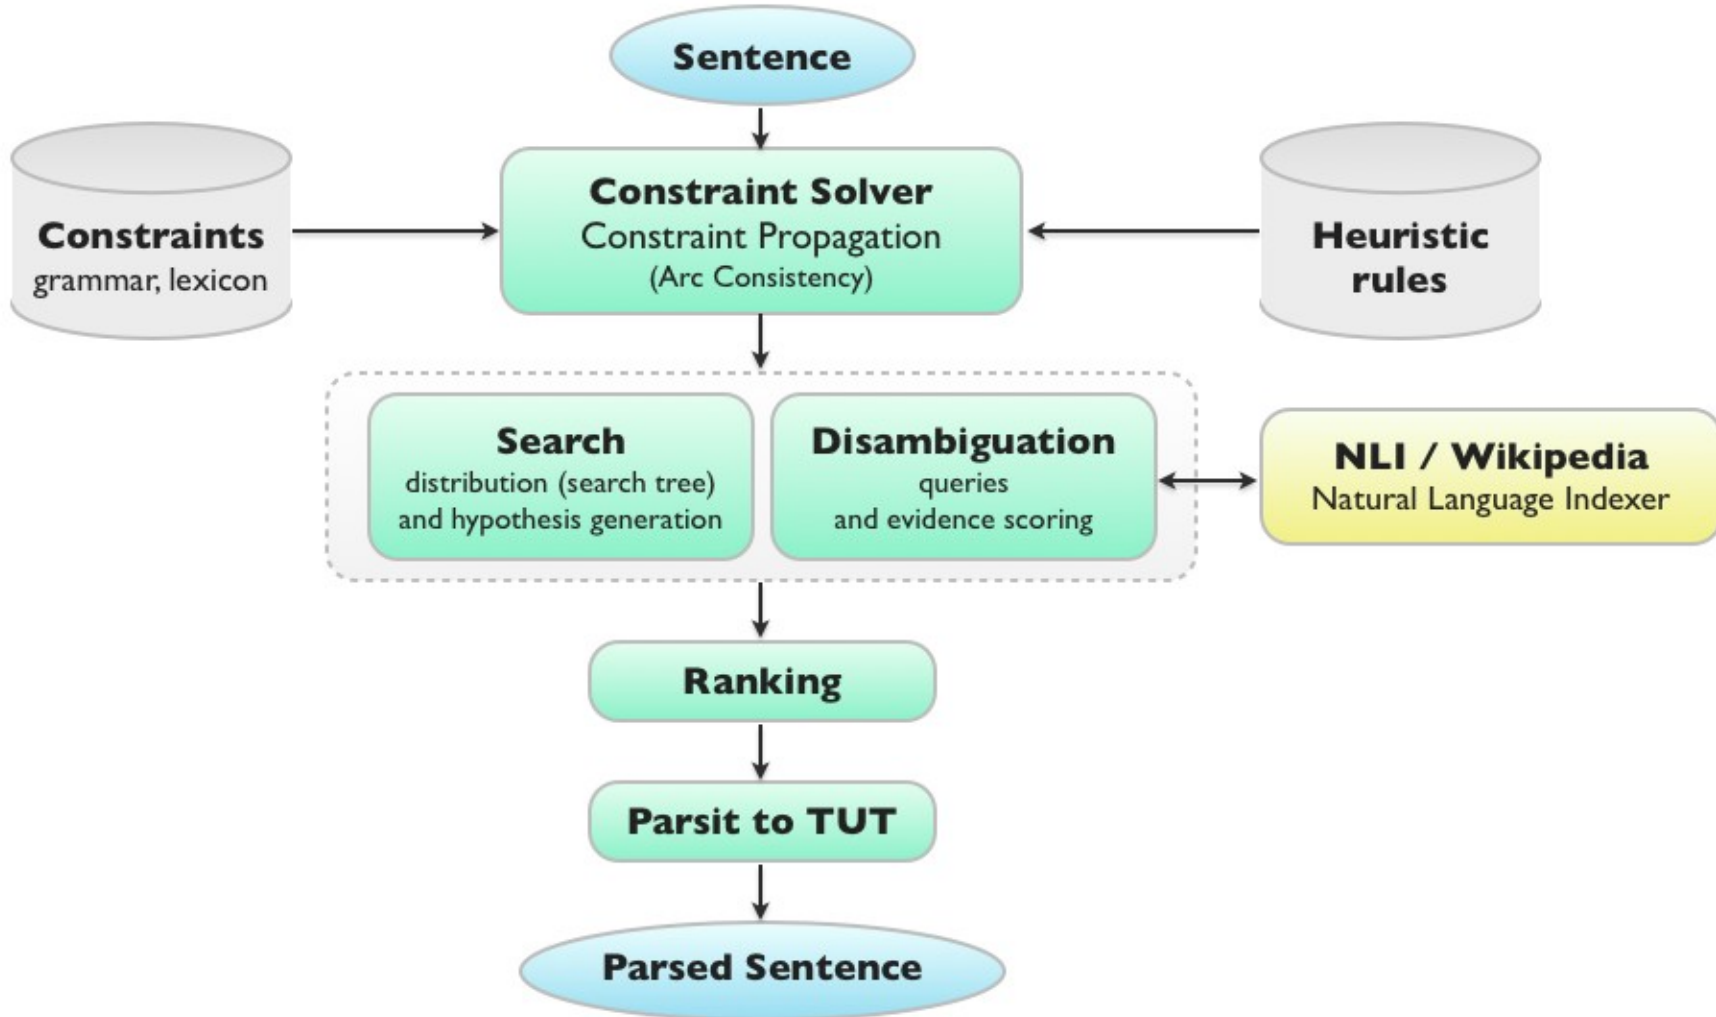 Sentence
Constraints
grammar, lexicon
Constraint Solver
Constraint Propagation
(Arc Consistency)
Heuristic
rules
Search
distribution (search tree)
and hypothesis generation
Disambiguation
queries
and evidence scoring
NLI / Wikipedia
Natural Language Indexer
Ranking
Parsit to TUT
Parsed Sentence